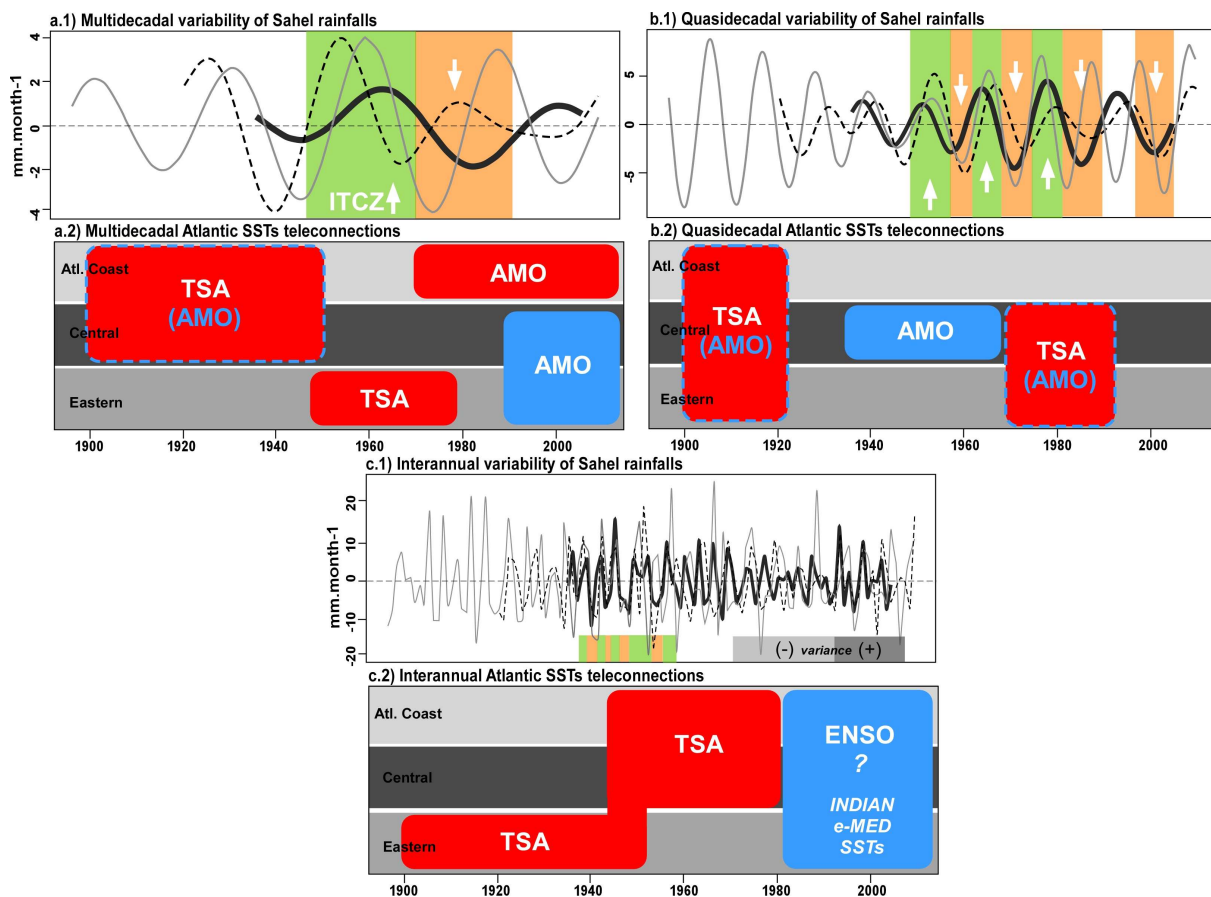 a.1) Multidecadal variability of Sahel rainfalls
4
2
0
-2
-4
mm.month-1
ITCZ
a.2) Multidecadal Atlantic SSTs teleconnections
Atl. Coast
Central
Eastern
TSA
(AMO)
AMO
TSA
AMO
1900
1920
1940
1960
1980
2000
b.1) Quasidecadal variability of Sahel rainfalls
5
0
-5
b.2) Quasidecadal Atlantic SSTs teleconnections
Atl. Coast
Central
Eastern
TSA
(AMO)
AMO
TSA
(AMO)
1900
1920
1940
1960
1980
2000
c.1) Interannual variability of Sahel rainfalls
20
10
0
-10
-20
mm.month-1
(-) variance (+)
c.2) Interannual Atlantic SSTs teleconnections
Atl. Coast
Central
Eastern
TSA
TSA
ENSO
?
INDIAN
e-MED
SSTs
1900
1920
1940
1960
1980
2000